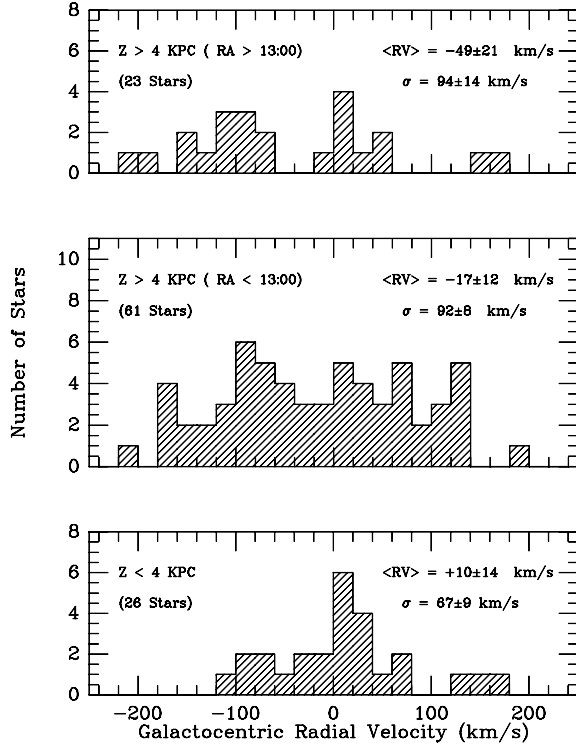 8
6
4
2
0
Z > 4 KPC ( RA > 13:00)
<RV> = -49±21 km/s
(23 Stars)
σ = 94±14 km/s
10
8
6
4
2
0
Z > 4 KPC ( RA < 13:00)
<RV> = -17±12 km/s
(61 Stars)
σ = 92±8 km/s
Number of Stars
8
6
4
2
0
Z < 4 KPC
<RV> = +10±14 km/s
(26 Stars)
σ = 67±9 km/s
-200 -100 0 100 200
Galactocentric Radial Velocity (km/s)